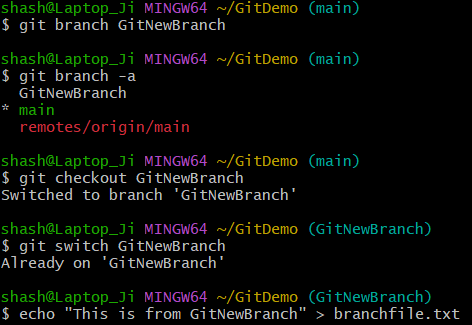 shash@Laptop_Ji MINGW64 ~/GitDemo (main)
$ git branch GitNewBranch
shash@Laptop_Ji MINGW64 ~/GitDemo (main)
$ git branch -a
  GitNewBranch
* main
  remotes/origin/main
shash@Laptop_Ji MINGW64 ~/GitDemo (main)
$ git checkout GitNewBranch
Switched to branch 'GitNewBranch'
shash@Laptop_Ji MINGW64 ~/GitDemo (GitNewBranch)
$ git switch GitNewBranch
Already on 'GitNewBranch'
shash@Laptop_Ji MINGW64 ~/GitDemo (GitNewBranch)
$ echo "This is from GitNewBranch" > branchfile.txt